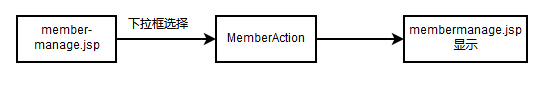 member-
manage.jsp
下拉框选择
MemberAction
membermanage.jsp
显示